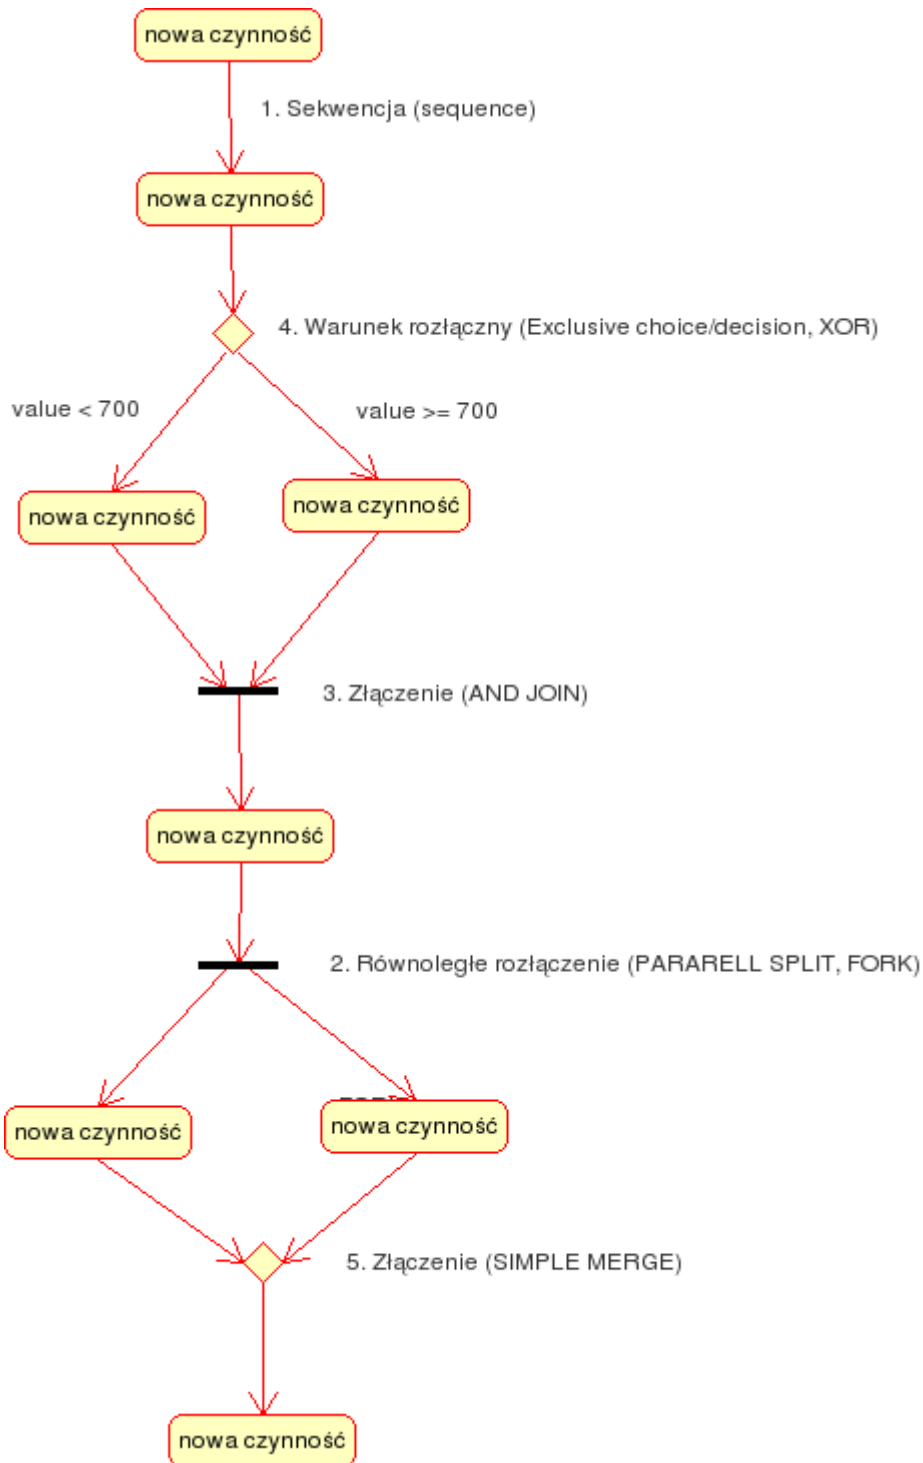 nowa czynność
1. Sekwencja (sequence)
nowa czynność
4. Warunek rozłączny (Exclusive choice/decision, XOR)
value < 700
value >= 700
nowa czynność
nowa czynność
3. Złączenie (AND JOIN)
nowa czynność
2. Równoległe rozłączenie (PARARELL SPLIT, FORK)
nowa czynność
nowa czynność
5. Złączenie (SIMPLE MERGE)
nowa czynność